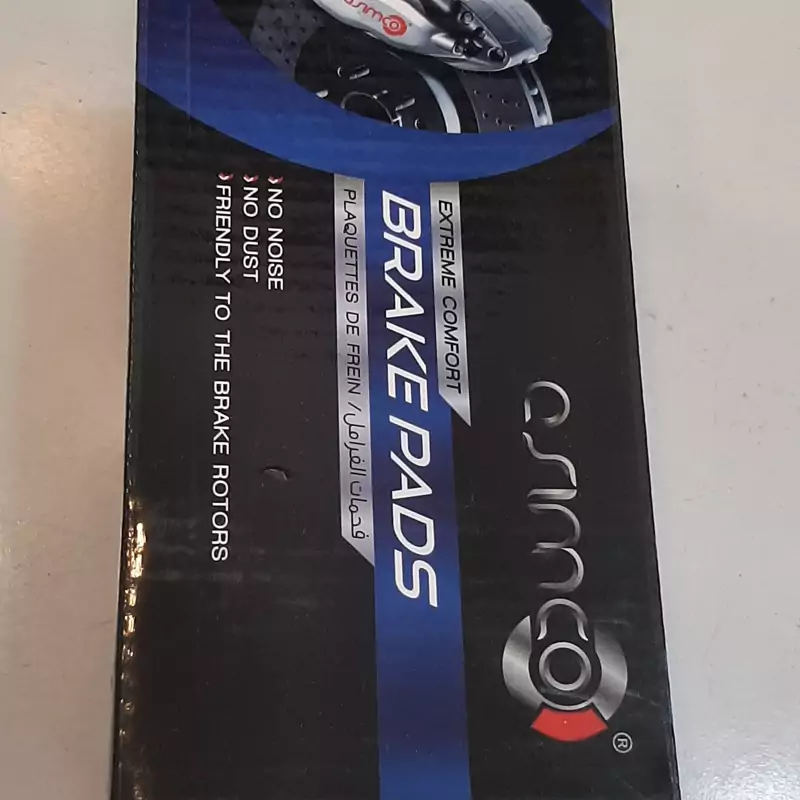 asimco
asimco
®
EXTREME COMFORT
BRAKE PADS
PLAQUETTES DE FREIN / فحمات الفرامل
NO NOISE
NO DUST
FRIENDLY TO THE BRAKE ROTORS